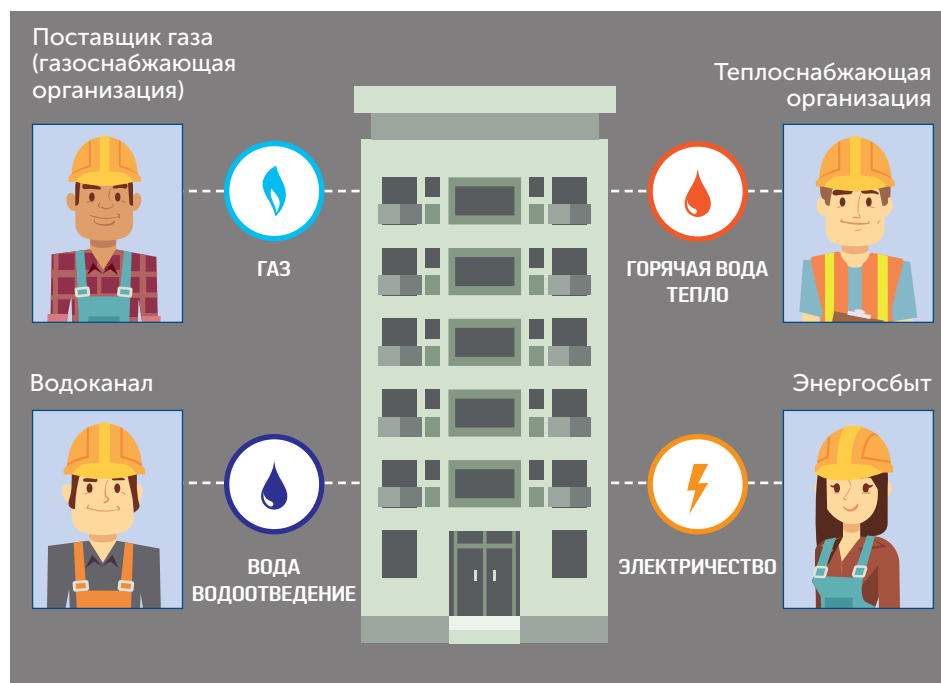 Поставщик газа
(газоснабжающая
организация)
Теплоснабжающая
организация
ГАЗ
ГОРЯЧАЯ ВОДА
ТЕПЛО
Водоканал
Энергосбыт
ВОДА
ВОДООТВЕДЕНИЕ
ЭЛЕКТРИЧЕСТВО